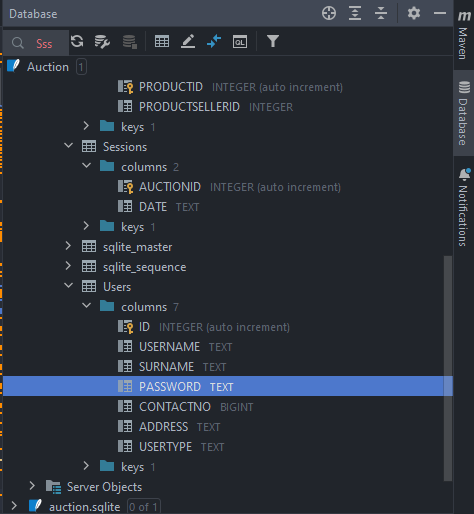 Database
Sss
Auction 1
PRODUCTID INTEGER (auto increment)
PRODUCTSELLERID INTEGER
keys 1
Sessions
columns 2
AUCTIONID INTEGER (auto increment)
DATE TEXT
keys 1
sqlite_master
sqlite_sequence
Users
columns 7
ID INTEGER (auto increment)
USERNAME TEXT
SURNAME TEXT
PASSWORD TEXT
CONTACTNO BIGINT
ADDRESS TEXT
USERTYPE TEXT
keys 1
Server Objects
auction.sqlite 0 of 1
m
Maven
Database
Notifications